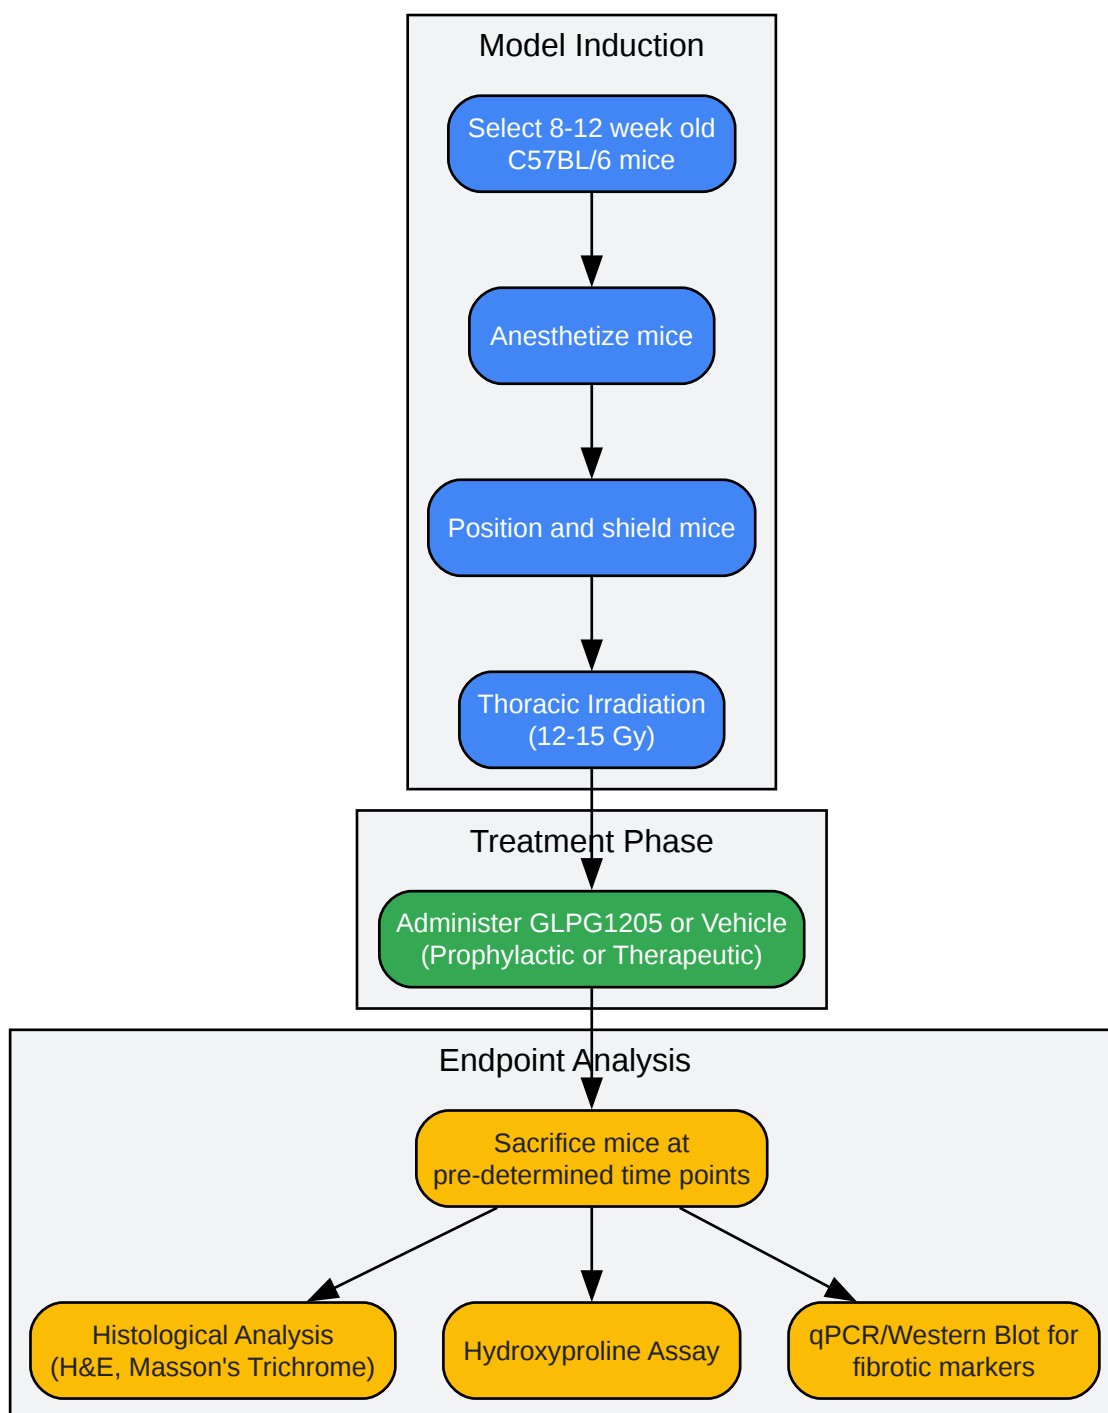 Model Induction
Select 8-12 week old
C57BL/6 mice
Anesthetize mice
Position and shield mice
Thoracic Irradiation
(12-15 Gy)
Treatment Phase
Administer GLPG1205 or Vehicle
(Prophylactic or Therapeutic)
Endpoint Analysis
Sacrifice mice at
pre-determined time points
Histological Analysis
(H&E, Masson's Trichrome)
Hydroxyproline Assay
qPCR/Western Blot for
fibrotic markers